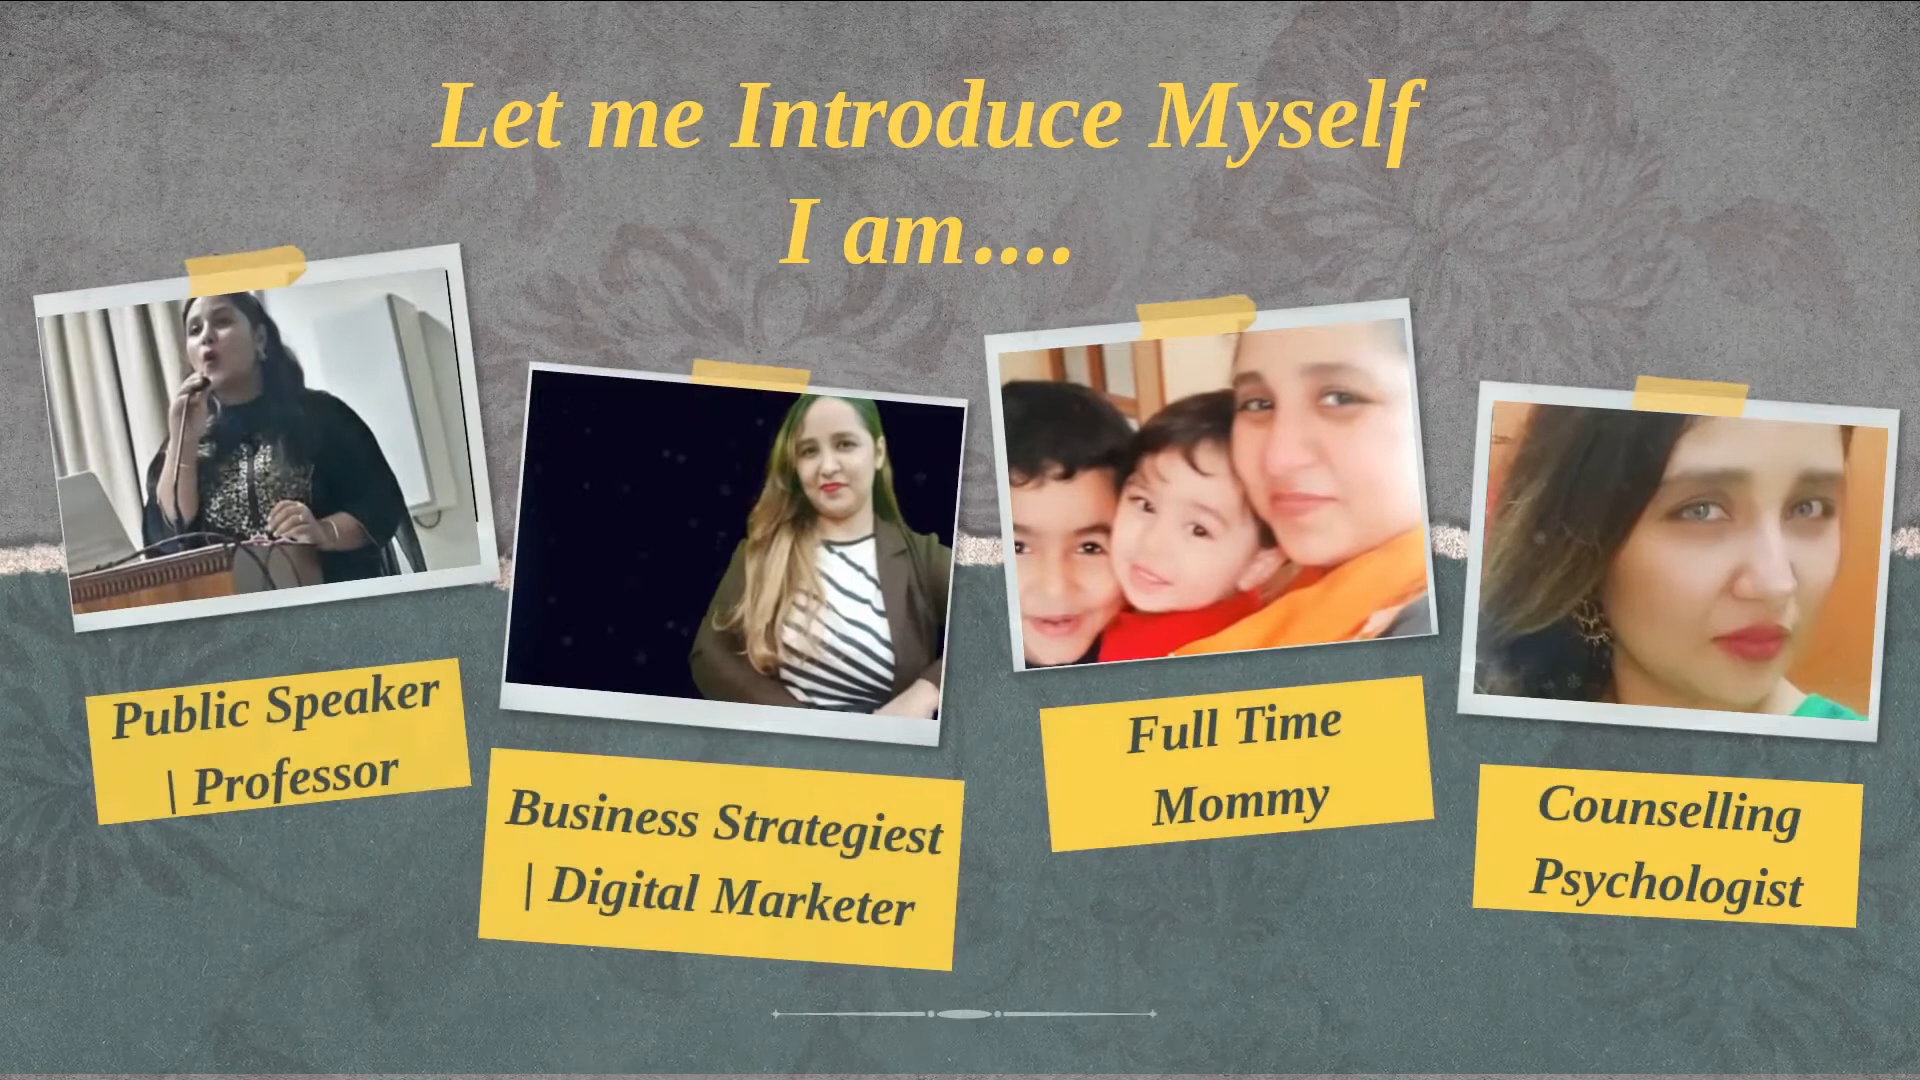 Let me Introduce Myself
I am....
Public Speaker
| Professor
Business Strategiest
| Digital Marketer
Full Time
Mommy
Counselling
Psychologist